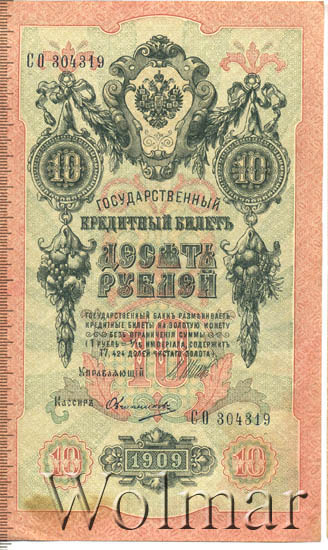 СО 304319
10 10
ГОСУДАРСТВЕННЫЙ
КРЕДИТНЫЙ БИЛЕТЪ
ДЕСЯТЬ
РУБЛЕЙ
ГОСУДАРСТВЕННЫЙ БАНКЪ РАЗМѢНИВАЕТЪ
КРЕДИТНЫЕ БИЛЕТЫ НА ЗОЛОТУЮ МОНЕТУ
БЕЗЪ ОГРАНИЧЕНІЯ СУММЫ
(1 РУБЛЬ = 1/15 ИМПЕРІАЛА, СОДЕРЖИТЪ
17,424 ДОЛЕЙ ЧИСТАГО ЗОЛОТА)
10
Управляющій
Кассиръ
СО 304319
10 1909 10
Wolmar